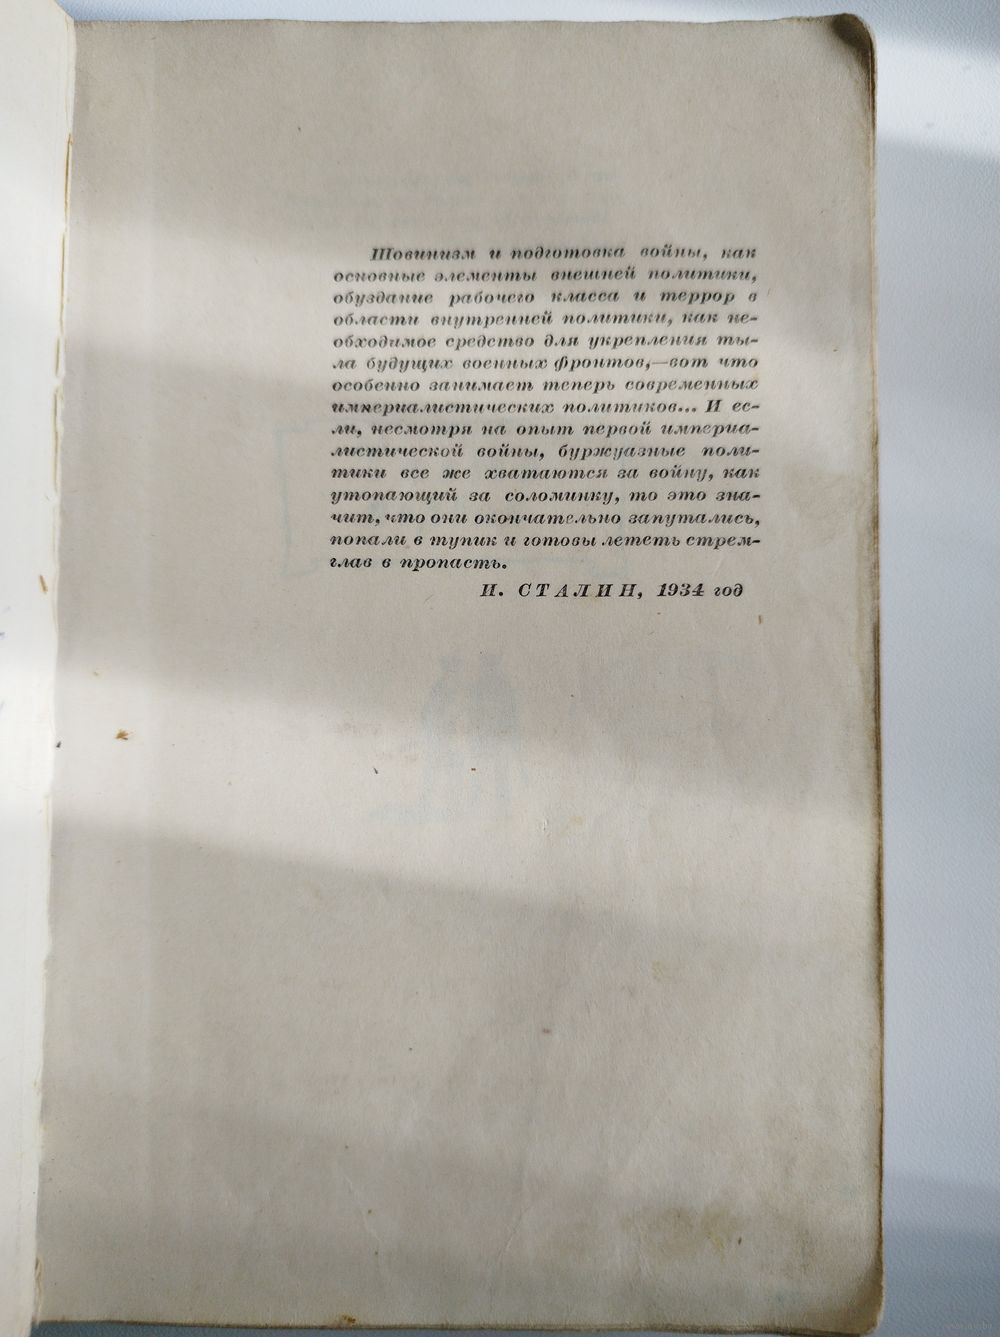 Шовинизм и подготовка войны, как
основные элементы внешней политики,
обуздание рабочего класса и террор в
области внутренней политики, как не-
обходимое средство для укрепления ты-
ла будущих военных фронтов,—вот что
особенно занимает теперь современных
империалистических политиков... И ес-
ли, несмотря на опыт первой империа-
листической войны, буржуазные поли-
тики все же хватаются за войну, как
утопающий за соломинку, то это зна-
чит, что они окончательно запутались,
попали в тупик и готовы лететь стрем-
глав в пропасть.
И. СТАЛИН, 1934 год